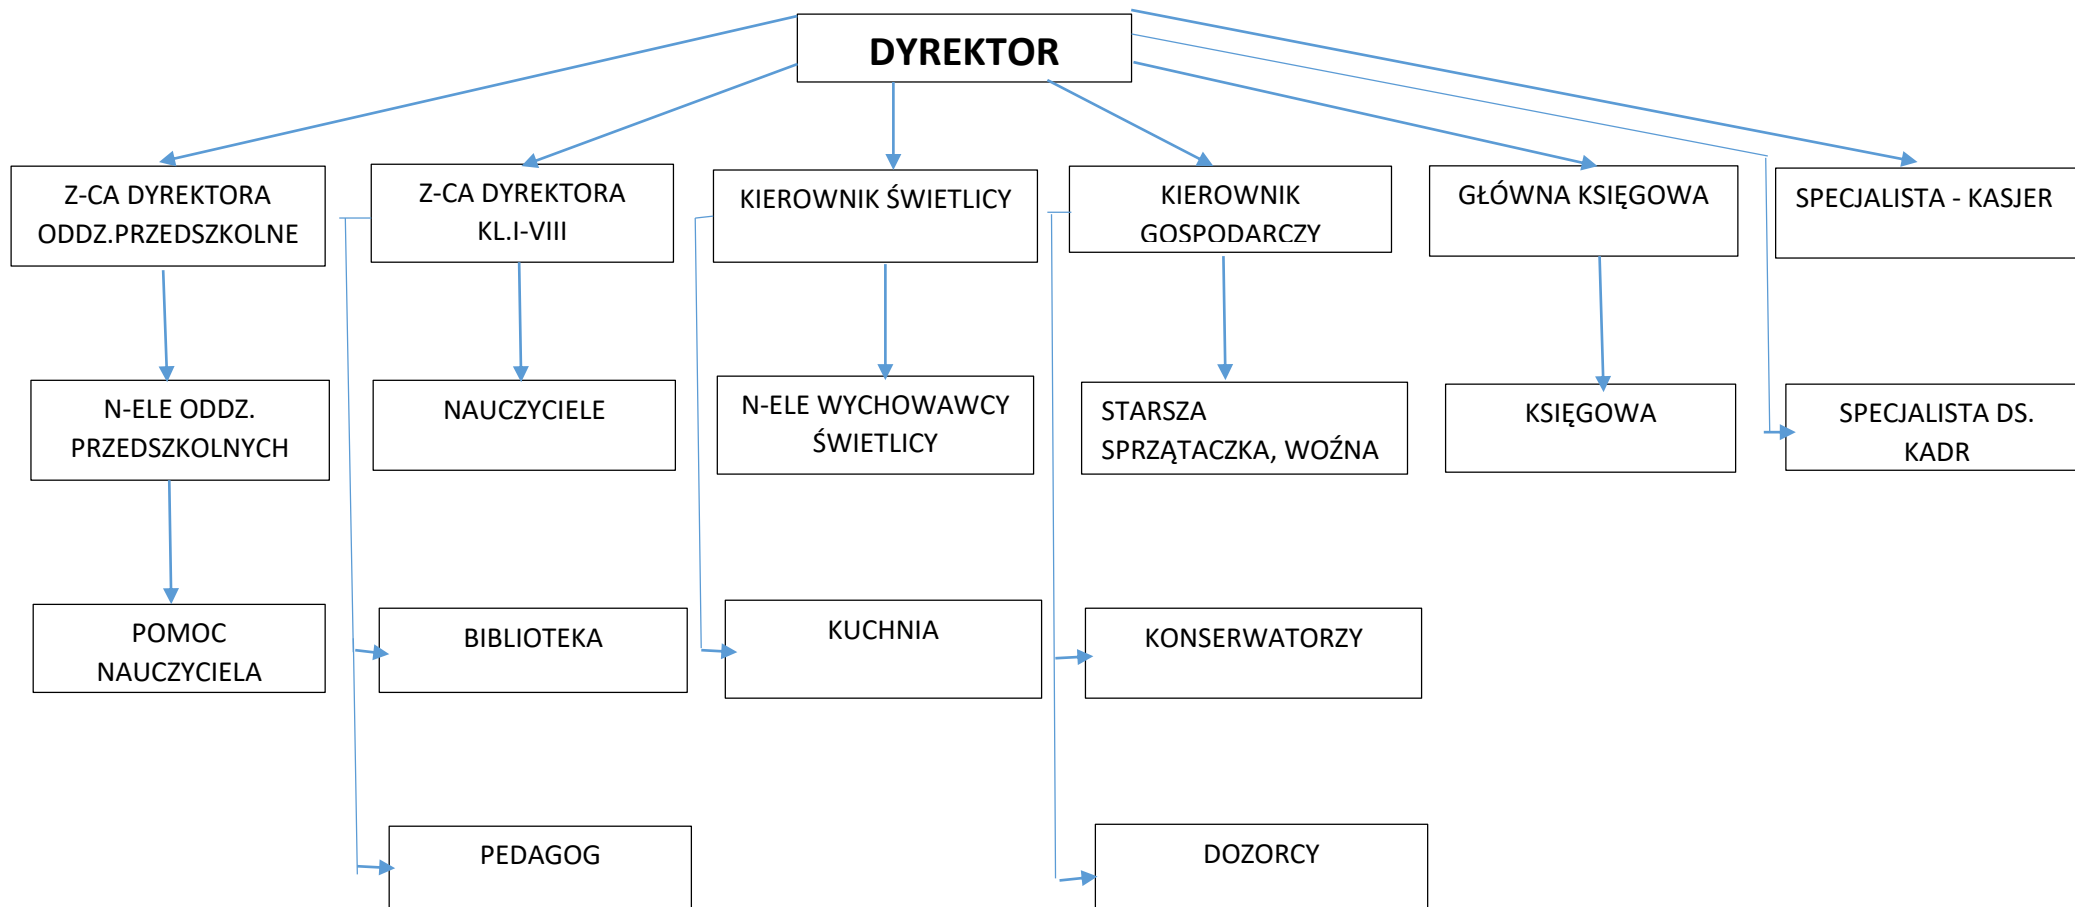 DYREKTOR
Z-CA DYREKTORA
ODDZ.PRZEDSZKOLNE
Z-CA DYREKTORA
KL.I-VIII
KIEROWNIK ŚWIETLICY
KIEROWNIK
GOSPODARCZY
GŁÓWNA KSIĘGOWA
SPECJALISTA - KASJER
N-ELE ODDZ.
PRZEDSZKOLNYCH
NAUCZYCIELE
N-ELE WYCHOWAWCY
ŚWIETLICY
STARSZA
SPRZĄTACZKA, WOŹNA
KSIĘGOWA
SPECJALISTA DS.
KADR
POMOC
NAUCZYCIELA
BIBLIOTEKA
KUCHNIA
KONSERWATORZY
PEDAGOG
DOZORCY